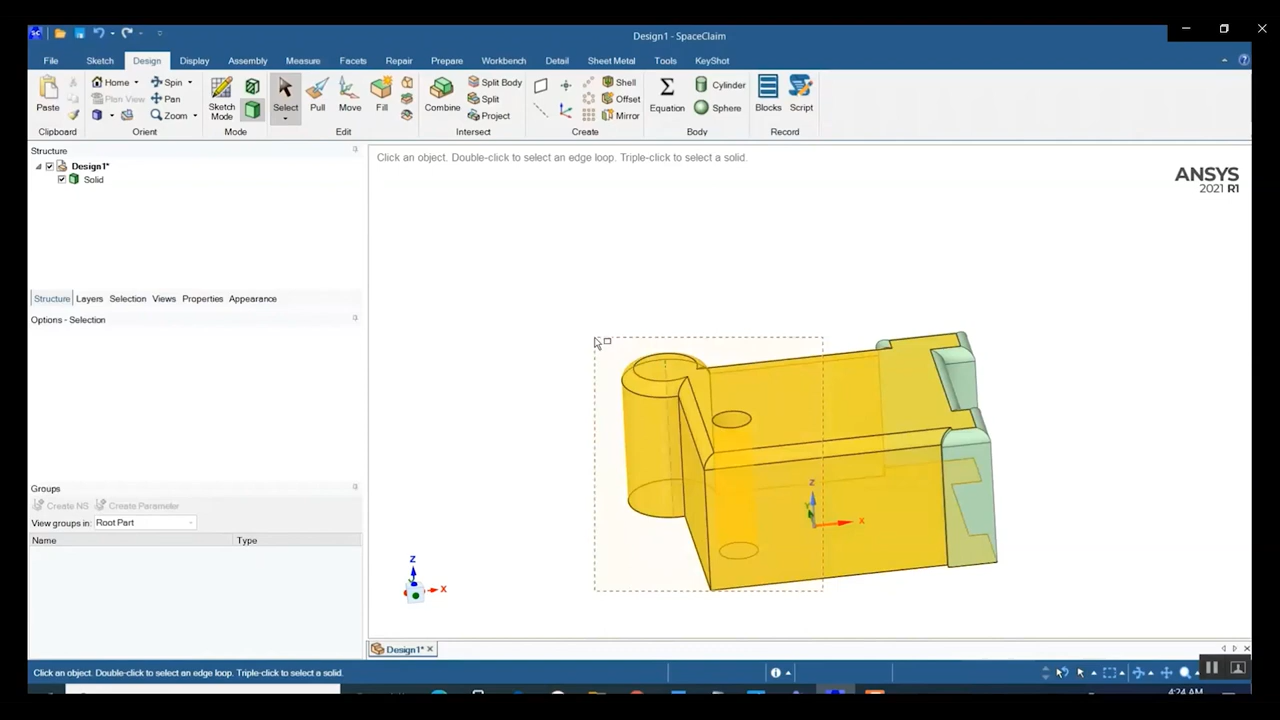 Design1 - SpaceClaim
File Sketch Design Display Assembly Measure Facets Repair Prepare Workbench Detail Sheet Metal Tools KeyShot
Home Spin Split Body Shell Cylinder
Paste Plan View Pan Sketch Mode Select Pull Move Fill Combine Split Offset Equation Sphere Blocks Script
Zoom Project Mirror
Clipboard Orient Mode Edit Intersect Create Body Record
Structure
Click an object. Double-click to select an edge loop. Triple-click to select a solid.
Design1*
Solid
ANSYS
2021 R1
Structure Layers Selection Views Properties Appearance
Options - Selection
Groups
Create NS Create Parameter
View groups in: Root Part
Name Type
Z
X
Z
X
Design1*
Click an object. Double-click to select an edge loop. Triple-click to select a solid.
4:24 AM